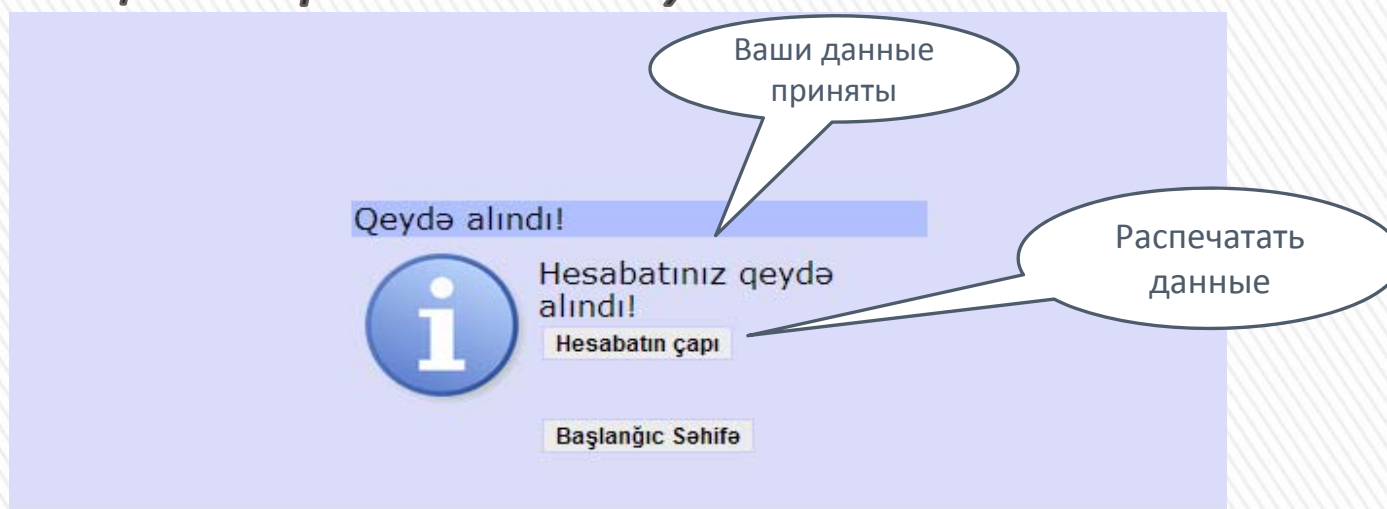 Ваши данные
приняты
Qeydə alındı!
Распечатать
данные
Hesabatınız qeydə
alındı!
Hesabatın çapı
Başlanğıc Səhifə